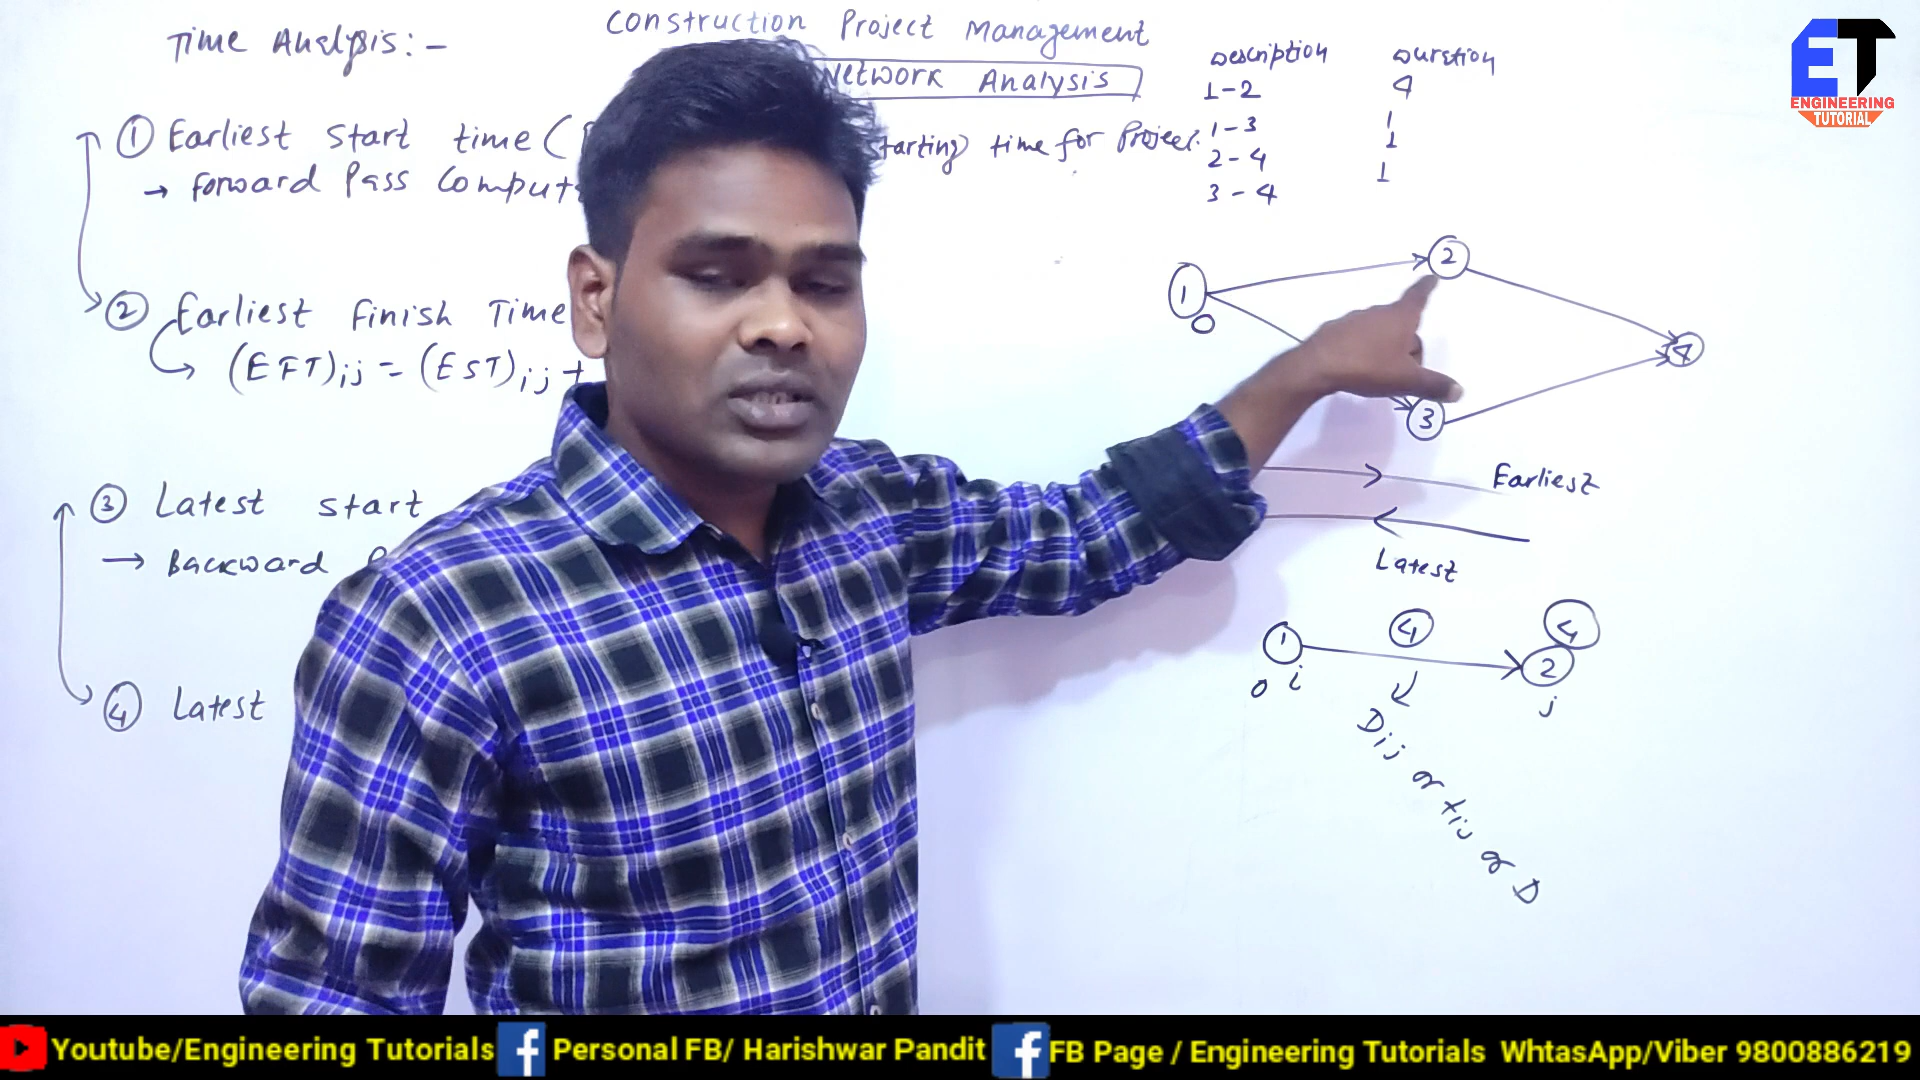 Construction Project Management
Network Analysis
Time Analysis:-
① Earliest start time (
starting) time for Project.
→ forward Pass Comput
② Earliest Finish Time
(EFT)ij = (EST)ij +
③ Latest start
→ Backward
④ Latest
Description Duration
1-2 4
1-3 1
2-4 1
3-4 1
1
0
2
3
4
Earliest
Latest
1 4 4
2
0 i
j
Dij or tij or D
ET
ENGINEERING
TUTORIAL
Youtube/Engineering Tutorials
Personal FB/ Harishwar Pandit
FB Page / Engineering Tutorials WhtasApp/Viber 9800886219